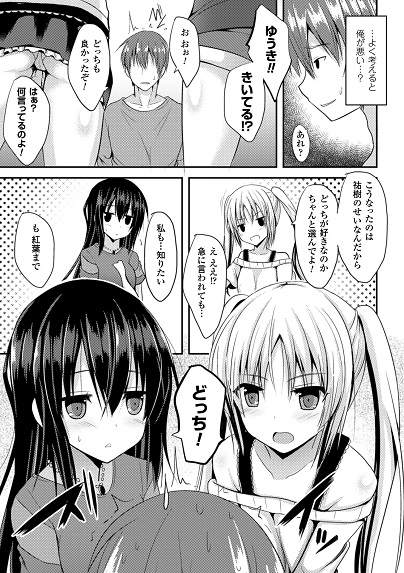 …よく考えると
俺が悪い…？
あれ？
ゆうき!!
きいてる!?
お おお！
どっちも
良かったぞ！
はぁ？
何言ってるのよ！
こうなったのは
祐樹のせいなんだから
どっちが好きなのか
ちゃんと選んでよ！
え ええ!?
急に言われても…
私も…知りたい
も 紅葉まで
どっち！